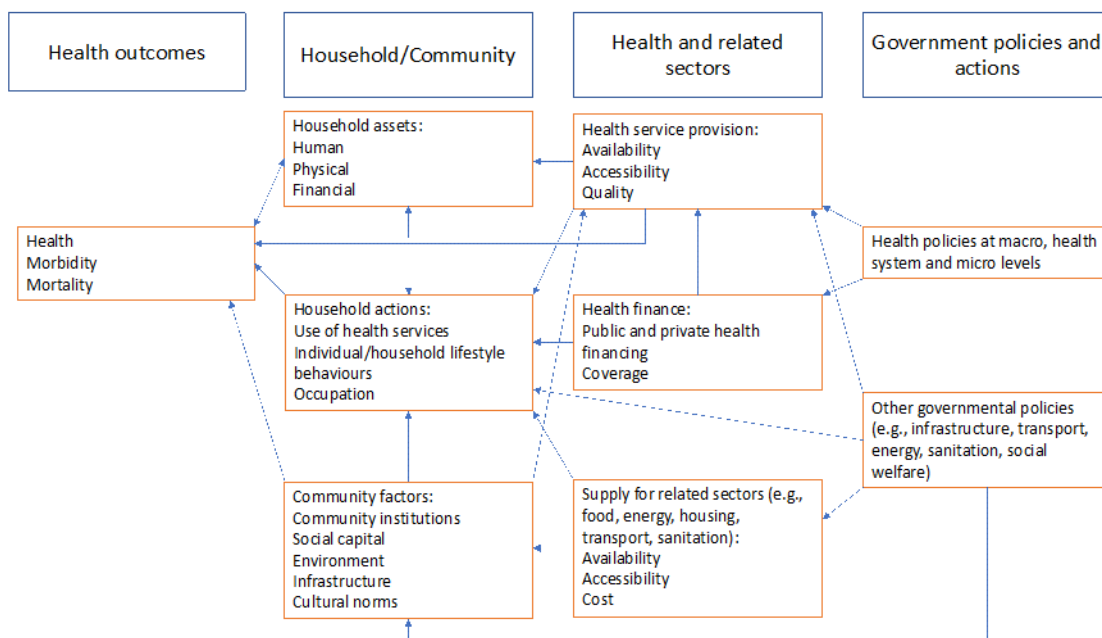 Health outcomes
Household/Community
Health and related
sectors
Government policies and
actions
Household assets:
Human
Physical
Financial
Health service provision:
Availability
Accessibility
Quality
Health
Morbidity
Mortality
Health policies at macro, health
system and micro levels
Household actions:
Use of health services
Individual/household lifestyle
behaviours
Occupation
Health finance:
Public and private health
financing
Coverage
Other governmental policies
(e.g., infrastructure, transport,
energy, sanitation, social
welfare)
Community factors:
Community institutions
Social capital
Environment
Infrastructure
Cultural norms
Supply for related sectors (e.g.,
food, energy, housing,
transport, sanitation):
Availability
Accessibility
Cost